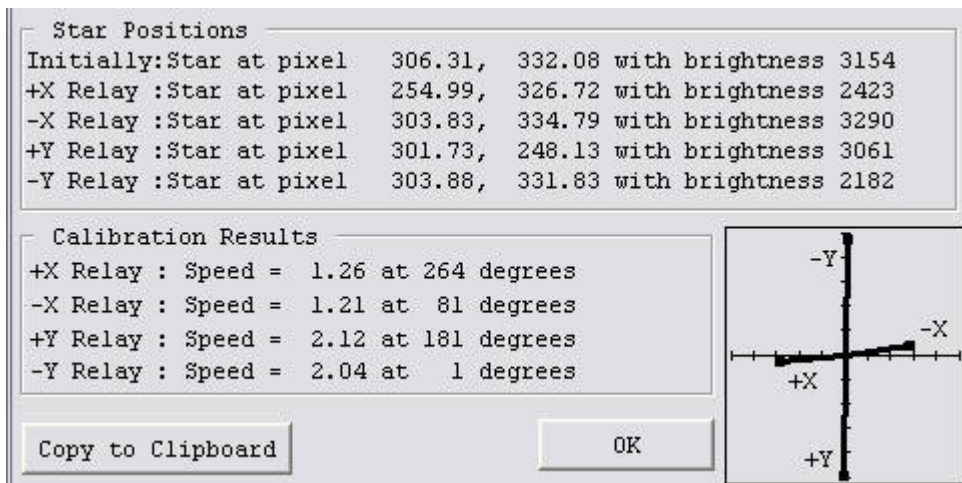 Star Positions
Initially:Star at pixel 306.31, 332.08 with brightness 3154
+X Relay :Star at pixel 254.99, 326.72 with brightness 2423
-X Relay :Star at pixel 303.83, 334.79 with brightness 3290
+Y Relay :Star at pixel 301.73, 248.13 with brightness 3061
-Y Relay :Star at pixel 303.88, 331.83 with brightness 2182
Calibration Results
+X Relay : Speed = 1.26 at 264 degrees
-X Relay : Speed = 1.21 at 81 degrees
+Y Relay : Speed = 2.12 at 181 degrees
-Y Relay : Speed = 2.04 at 1 degrees
-Y
-X
+X
+Y
Copy to Clipboard
OK